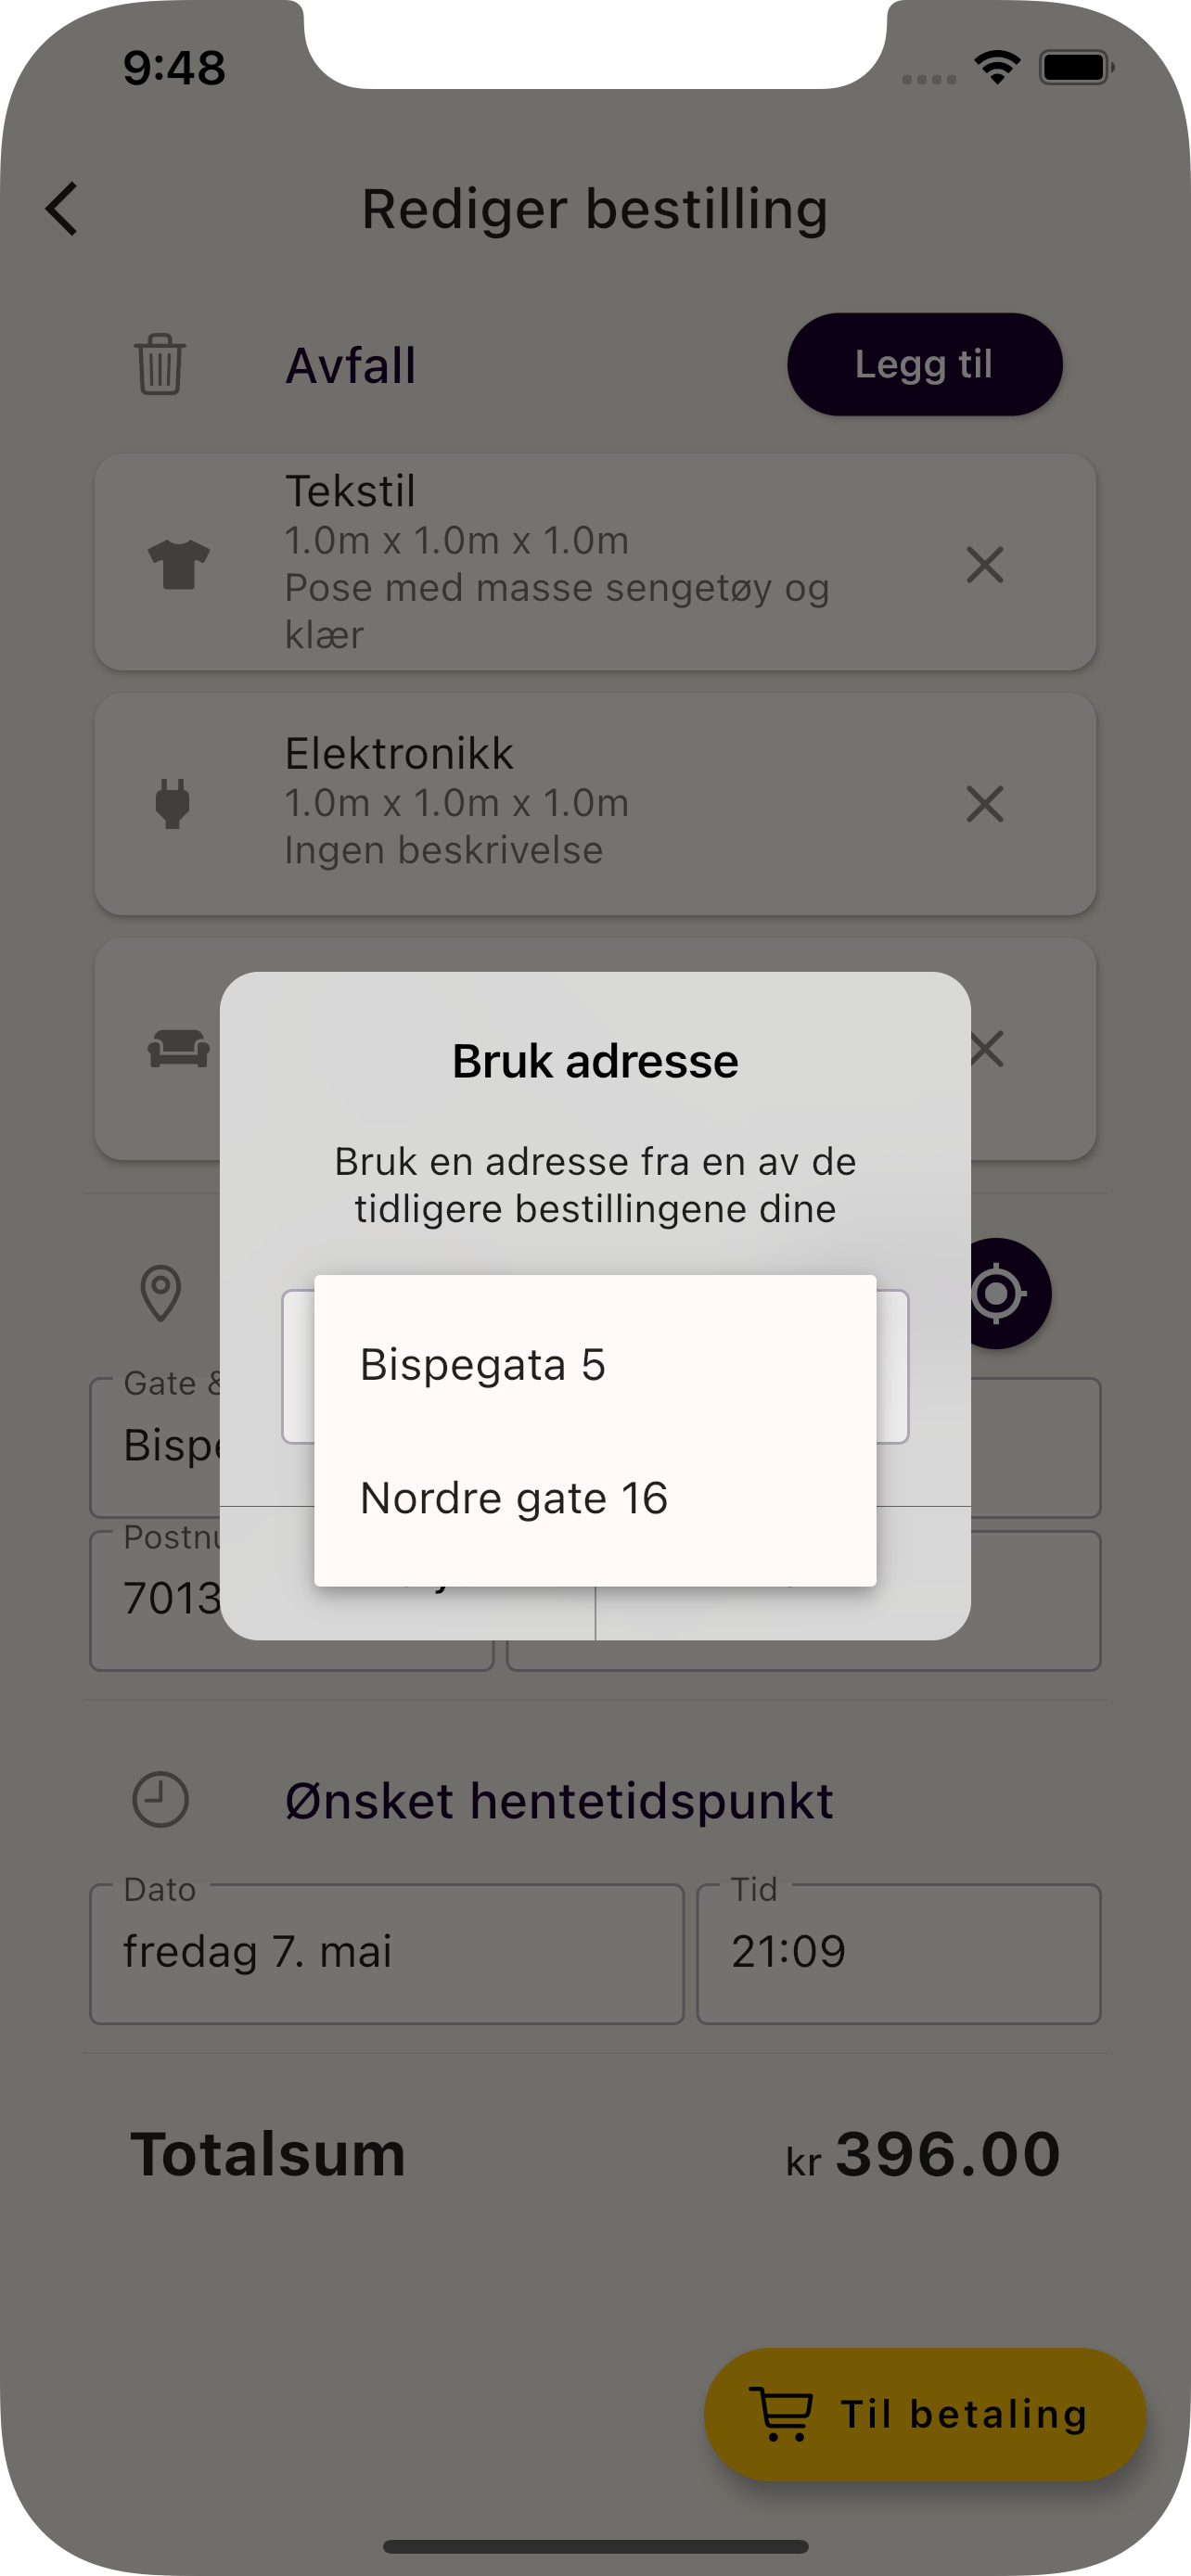 9:48
Rediger bestilling
Avfall
Legg til
Tekstil
1.0m x 1.0m x 1.0m
Pose med masse sengetøy og
klær
Elektronikk
1.0m x 1.0m x 1.0m
Ingen beskrivelse
Bruk adresse
Bruk en adresse fra en av de
tidligere bestillingene dine
Bispegata 5
Nordre gate 16
Gate
7013
Ønsket hentetidspunkt
Dato
Tid
fredag 7. mai
21:09
Totalsum
kr 396.00
Til betaling